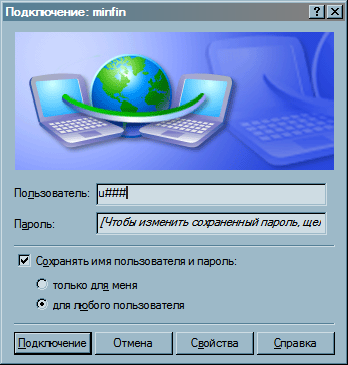 Подключение: minfin
Пользователь: u###
Пароль: [Чтобы изменить сохраненный пароль, щел
Сохранять имя пользователя и пароль:
только для меня
для любого пользователя
Подключение Отмена Свойства Справка